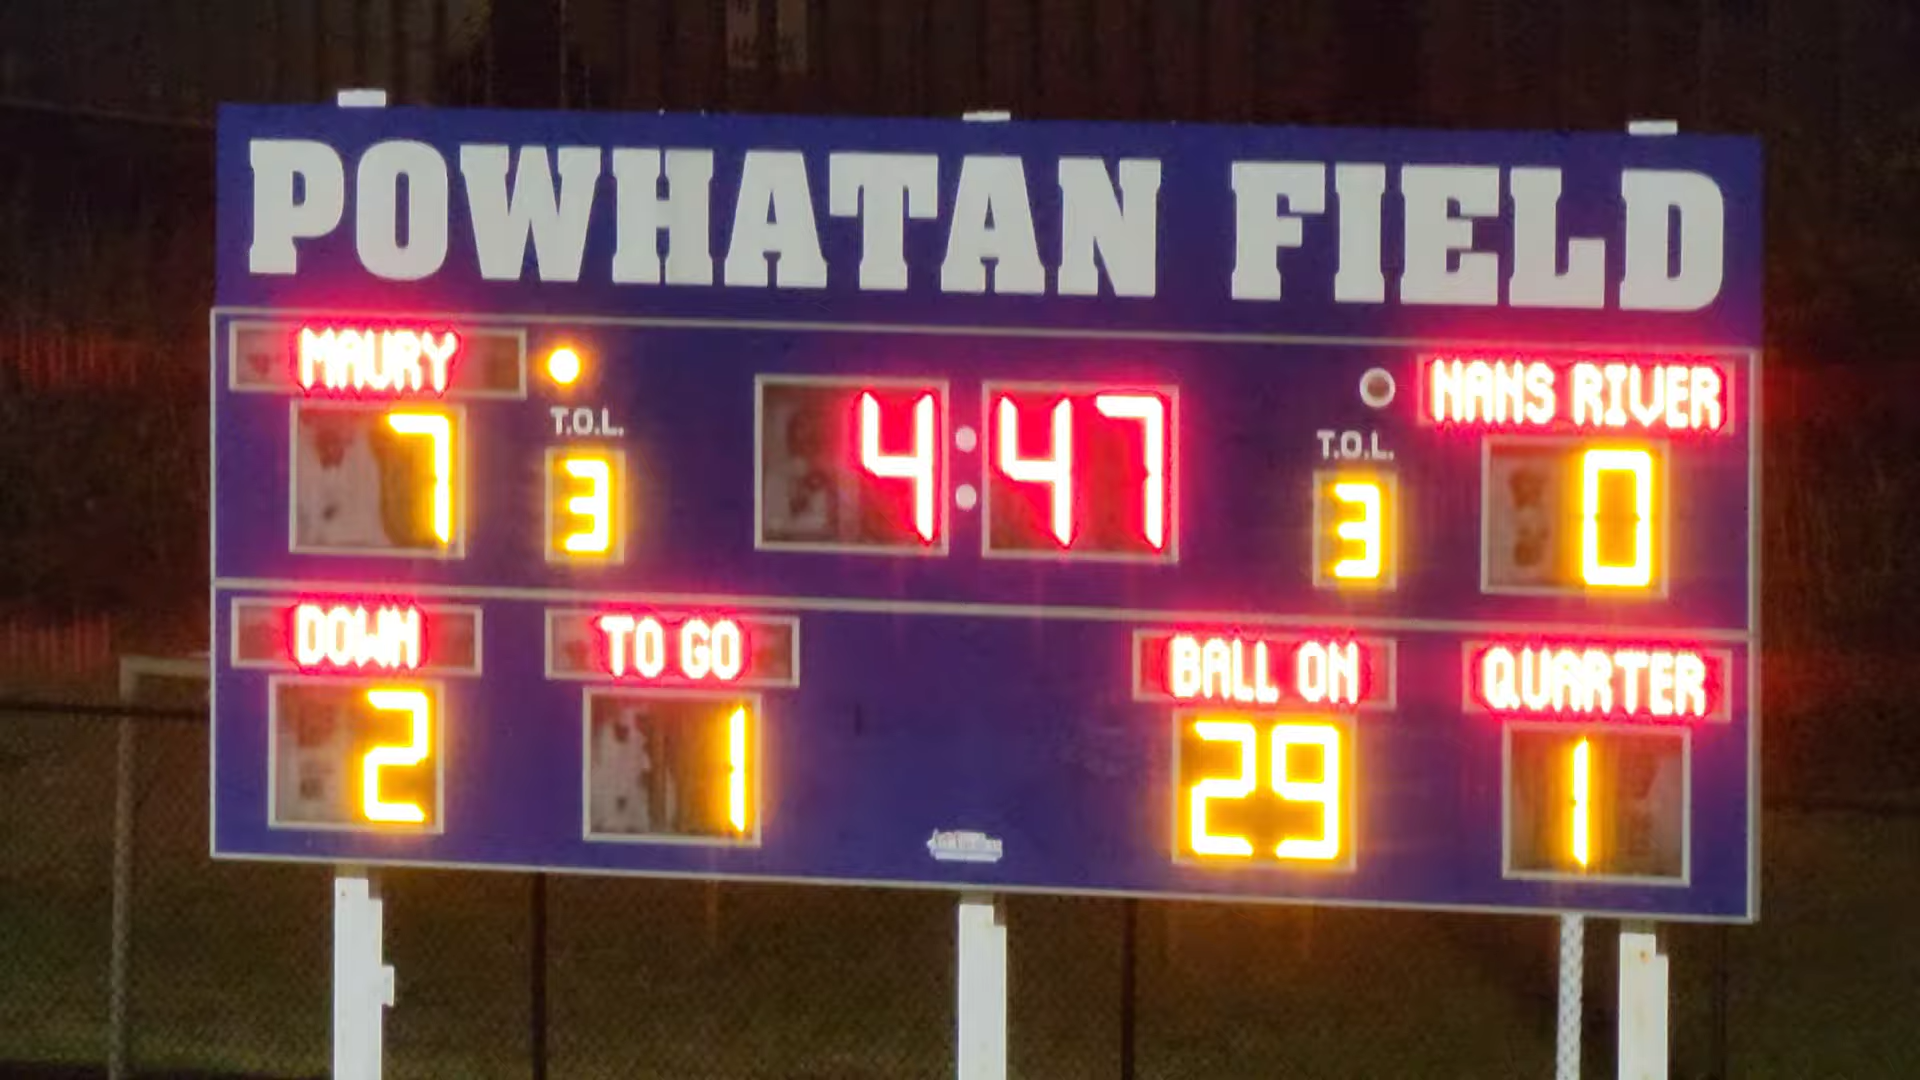 POWHATAN FIELD
MAURY
NANS RIVER
T.O.L.
T.O.L.
7
3
4:47
3
0
DOWN
TO GO
BALL ON
QUARTER
2
1
29
1